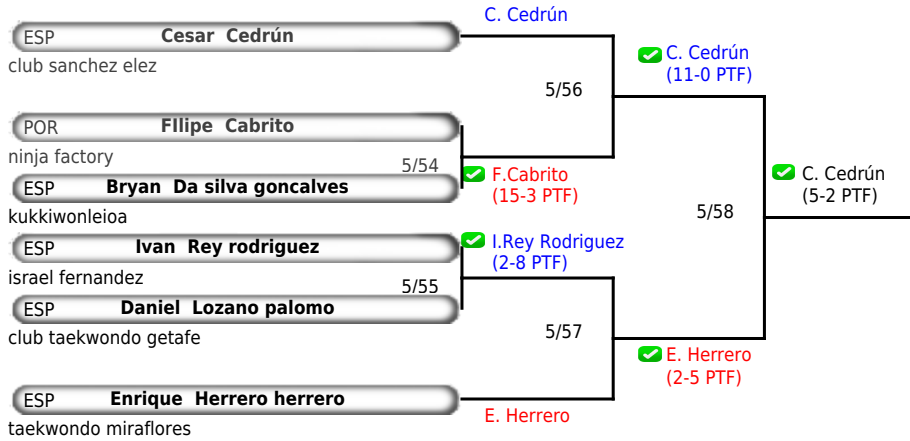 C. Cedrún
ESP Cesar Cedrún
club sanchez elez
C. Cedrún
(11-0 PTF)
5/56
POR FIlipe Cabrito
ninja factory
5/54
F.Cabrito
(15-3 PTF)
ESP Bryan Da silva goncalves
kukkiwonleioa
C. Cedrún
(5-2 PTF)
5/58
ESP Ivan Rey rodriguez
israel fernandez
I.Rey Rodriguez
(2-8 PTF)
5/55
ESP Daniel Lozano palomo
club taekwondo getafe
5/57
E. Herrero
(2-5 PTF)
ESP Enrique Herrero herrero
taekwondo miraflores
E. Herrero